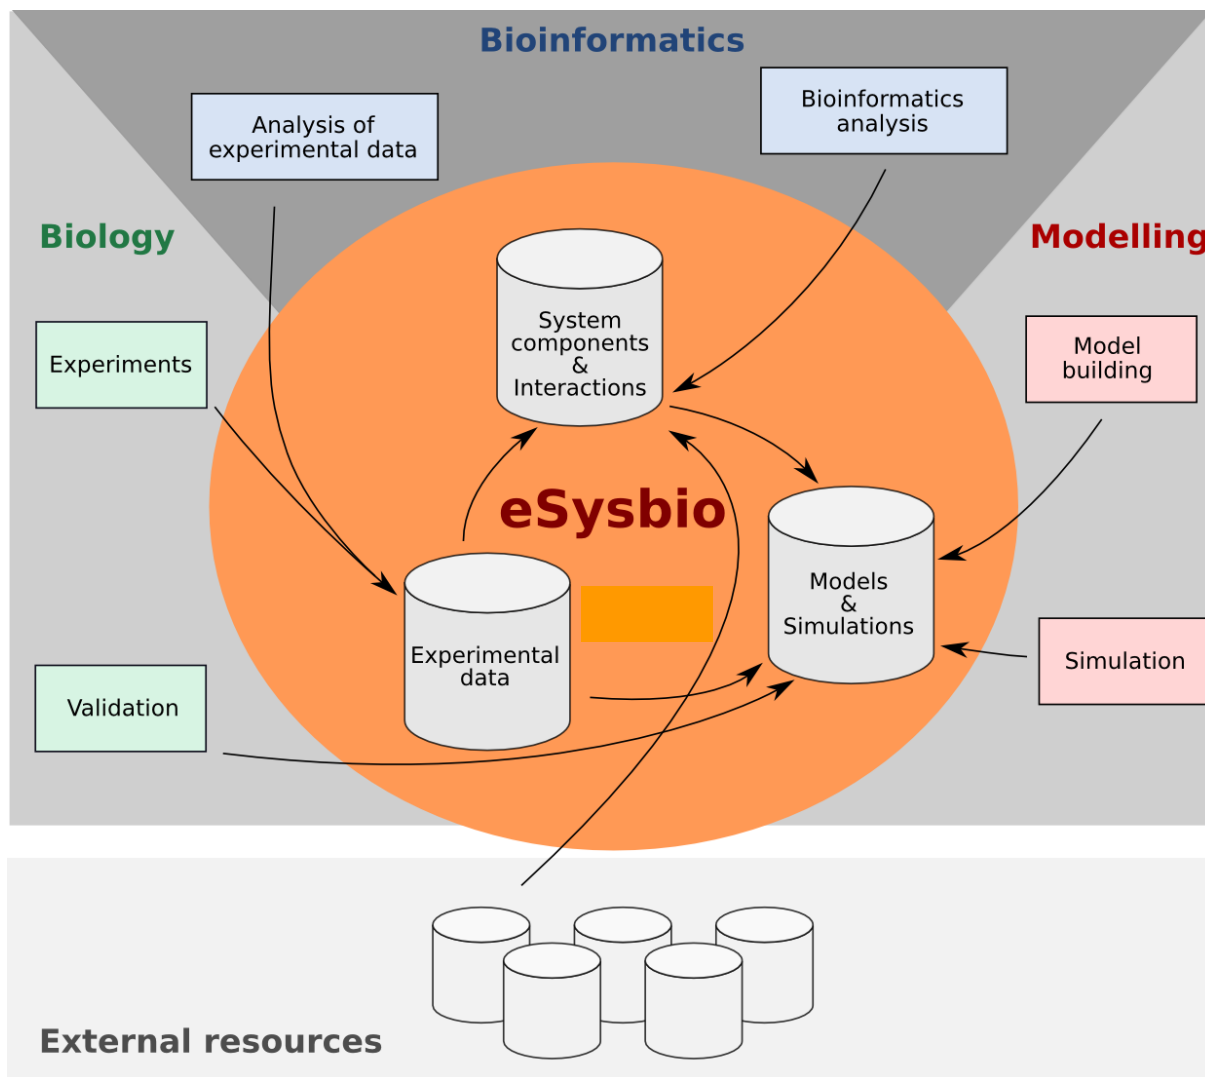 Bioinformatics
Analysis of
experimental data
Bioinformatics
analysis
Biology
Modelling
Experiments
System
components
&
Interactions
Model
building
eSysbio
Models
&
Simulations
Experimental
data
Validation
Simulation
External resources